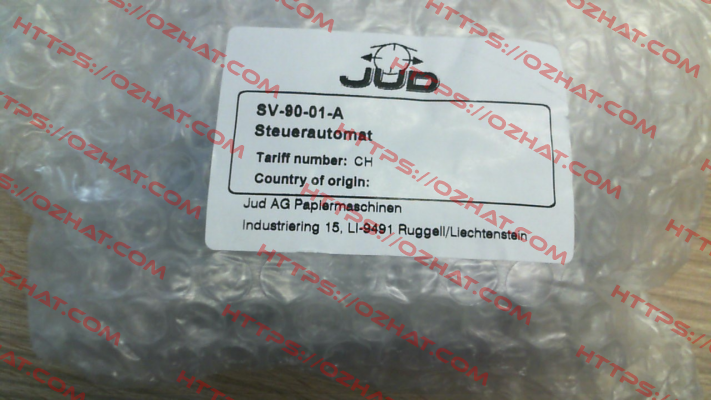 JUD
SV-90-01-A
Steuerautomat
Tariff number: CH
Country of origin:
Jud AG Papiermaschinen
Industriering 15, LI-9491 Ruggell/Liechtenstein
HTTPS://OZHAT.COM